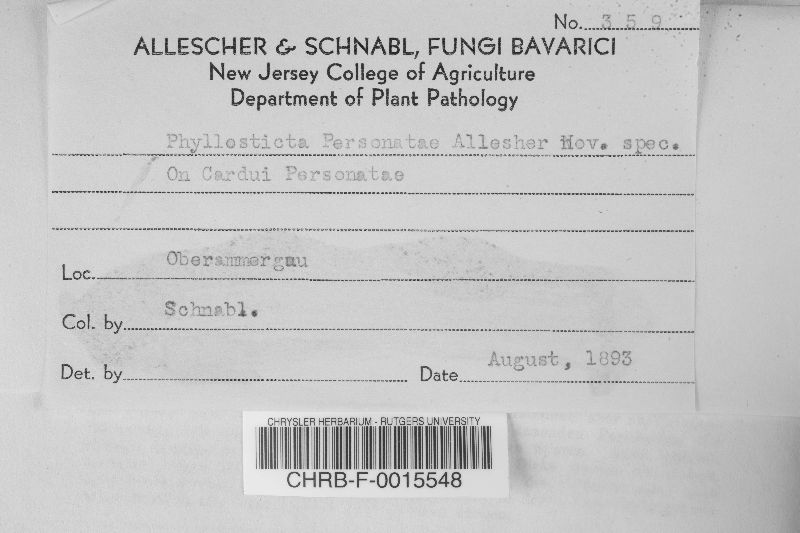 No. 359
ALLESCHER & SCHNABL, FUNGI BAVARICI
New Jersey College of Agriculture
Department of Plant Pathology
Phyllosticta Personatae Allesher Nov. spec.
On Cardui Personatae
Loc. Oberammergau
Col. by Schnabl.
Det. by Date August, 1893
CHRYSLER HERBARIUM - RUTGERS UNIVERSITY
CHRB-F-0015548